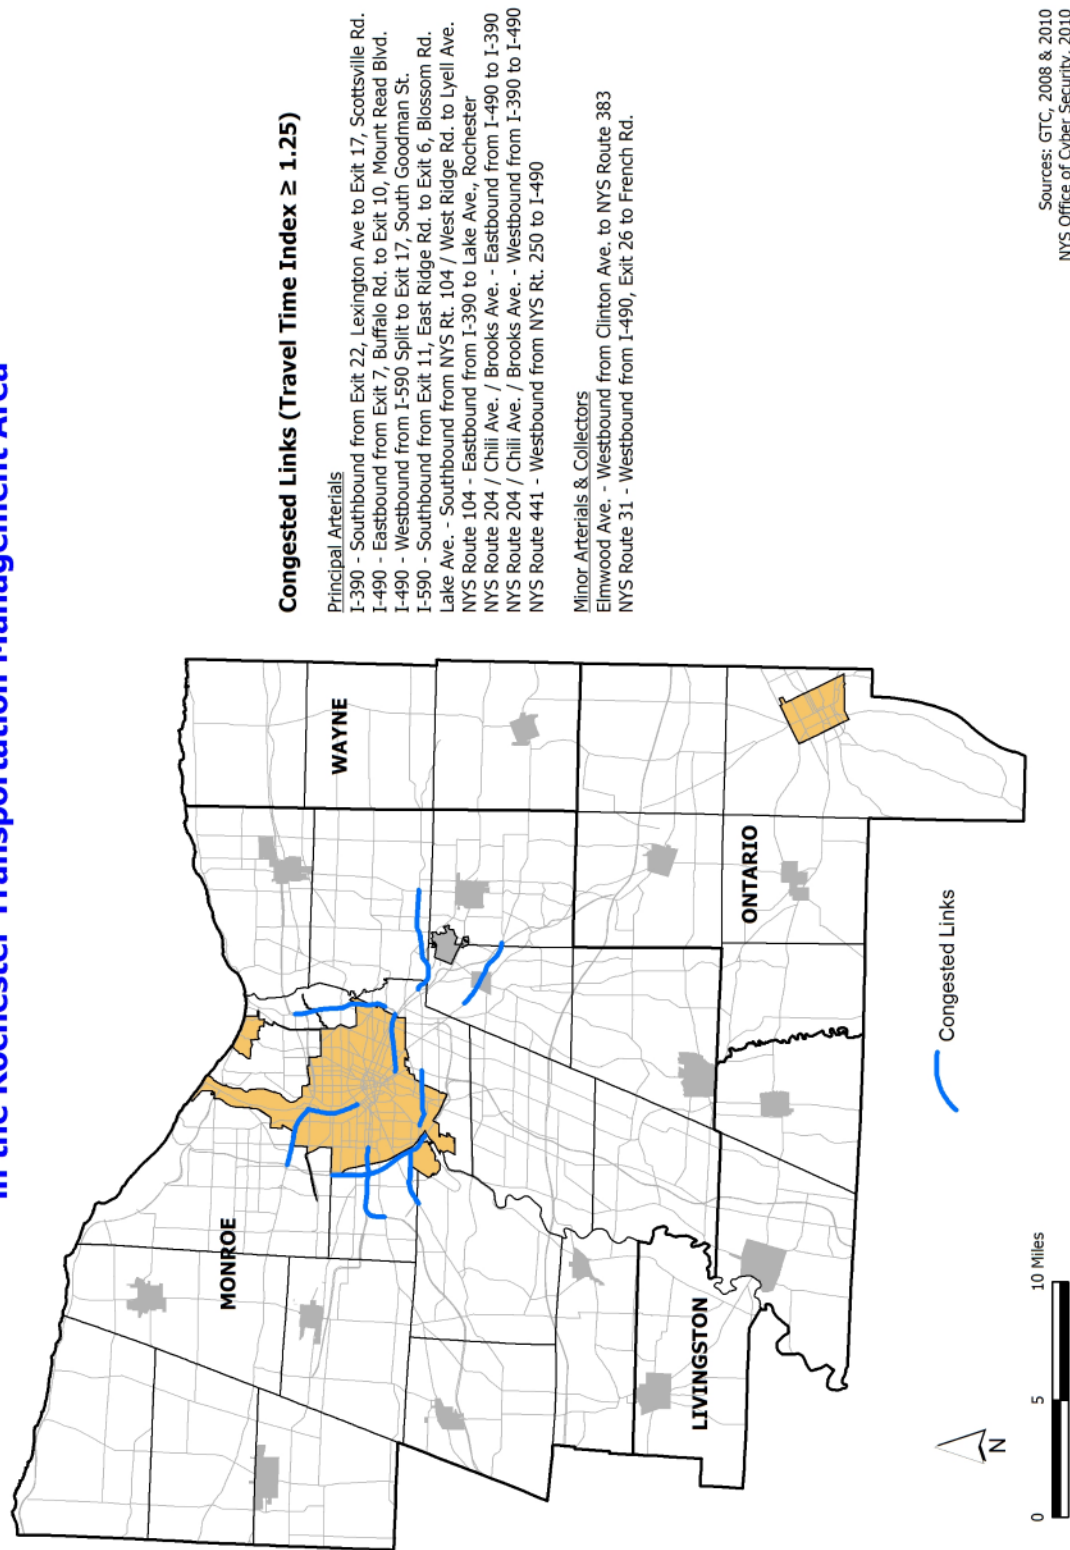 in the Rochester Transportation Management Area
Congested Links (Travel Time Index ≥ 1.25)
Principal Arterials
I-390 - Southbound from Exit 22, Lexington Ave to Exit 17, Scottsville Rd.
I-490 - Eastbound from Exit 7, Buffalo Rd. to Exit 10, Mount Read Blvd.
I-490 - Westbound from I-590 Split to Exit 17, South Goodman St.
I-590 - Southbound from Exit 11, East Ridge Rd. to Exit 6, Blossom Rd.
Lake Ave. - Southbound from NYS Rt. 104 / West Ridge Rd. to Lyell Ave.
NYS Route 104 - Eastbound from I-390 to Lake Ave., Rochester
NYS Route 204 / Chili Ave. / Brooks Ave. - Eastbound from I-490 to I-390
NYS Route 204 / Chili Ave. / Brooks Ave. - Westbound from I-390 to I-490
NYS Route 441 - Westbound from NYS Rt. 250 to I-490
Minor Arterials & Collectors
Elmwood Ave. - Westbound from Clinton Ave. to NYS Route 383
NYS Route 31 - Westbound from I-490, Exit 26 to French Rd.
MONROE
WAYNE
ONTARIO
LIVINGSTON
Congested Links
N
0 5 10 Miles
Sources: GTC, 2008 & 2010
NYS Office of Cyber Security, 2010